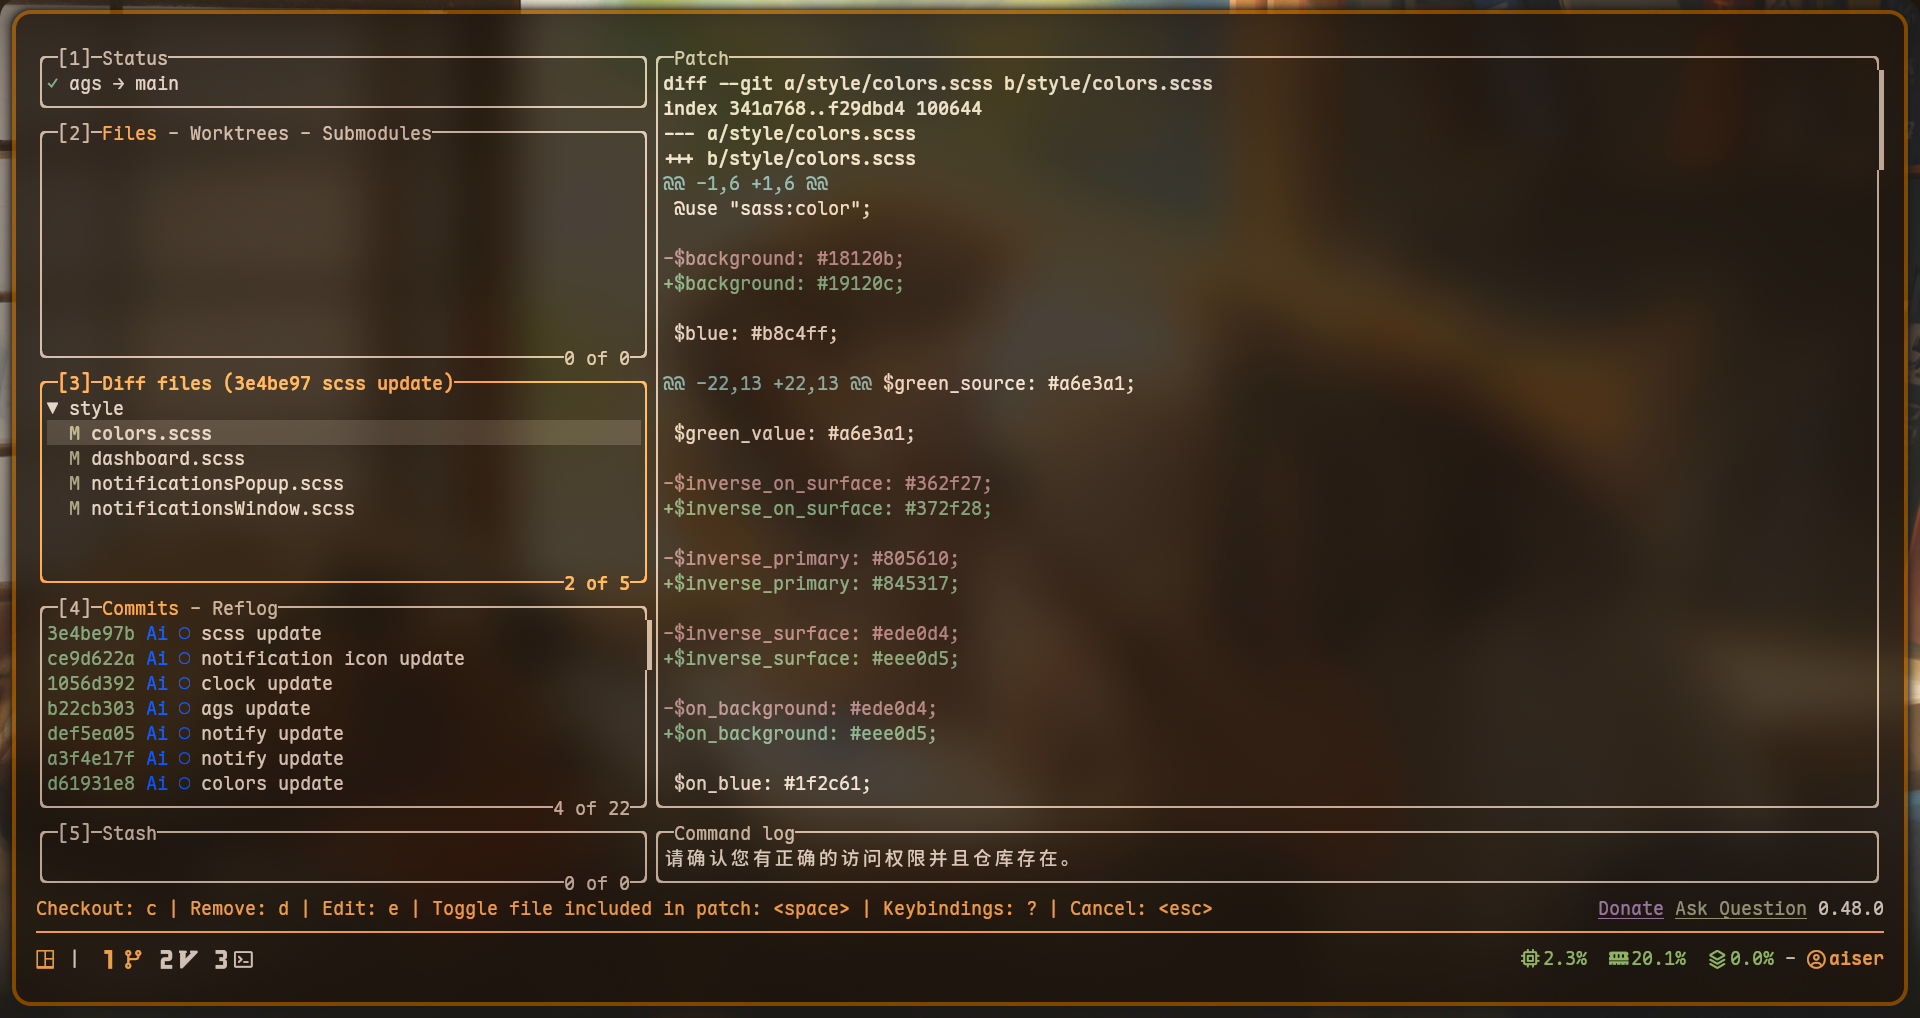 [1]─Status
✓ ags → main
[2]─Files - Worktrees - Submodules
0 of 0
[3]─Diff files (3e4be97 scss update)
▼ style
M colors.scss
M dashboard.scss
M notificationsPopup.scss
M notificationsWindow.scss
2 of 5
[4]─Commits - Reflog
3e4be97b Ai ○ scss update
ce9d622a Ai ○ notification icon update
1056d392 Ai ○ clock update
b22cb303 Ai ○ ags update
def5ea05 Ai ○ notify update
a3f4e17f Ai ○ notify update
d61931e8 Ai ○ colors update
4 of 22
[5]─Stash
0 of 0
Patch
diff --git a/style/colors.scss b/style/colors.scss
index 341a768..f29dbd4 100644
--- a/style/colors.scss
+++ b/style/colors.scss
@@ -1,6 +1,6 @@
@use "sass:color";
-$background: #18120b;
+$background: #19120c;
$blue: #b8c4ff;
@@ -22,13 +22,13 @@ $green_source: #a6e3a1;
$green_value: #a6e3a1;
-$inverse_on_surface: #362f27;
+$inverse_on_surface: #372f28;
-$inverse_primary: #805610;
+$inverse_primary: #845317;
-$inverse_surface: #ede0d4;
+$inverse_surface: #eee0d5;
-$on_background: #ede0d4;
+$on_background: #eee0d5;
$on_blue: #1f2c61;
Command log
请确认您有正确的访问权限并且仓库存在。
Checkout: c | Remove: d | Edit: e | Toggle file included in patch: <space> | Keybindings: ? | Cancel: <esc>
Donate Ask Question 0.48.0
| 1 2 3
2.3% 20.1% 0.0% - aiser